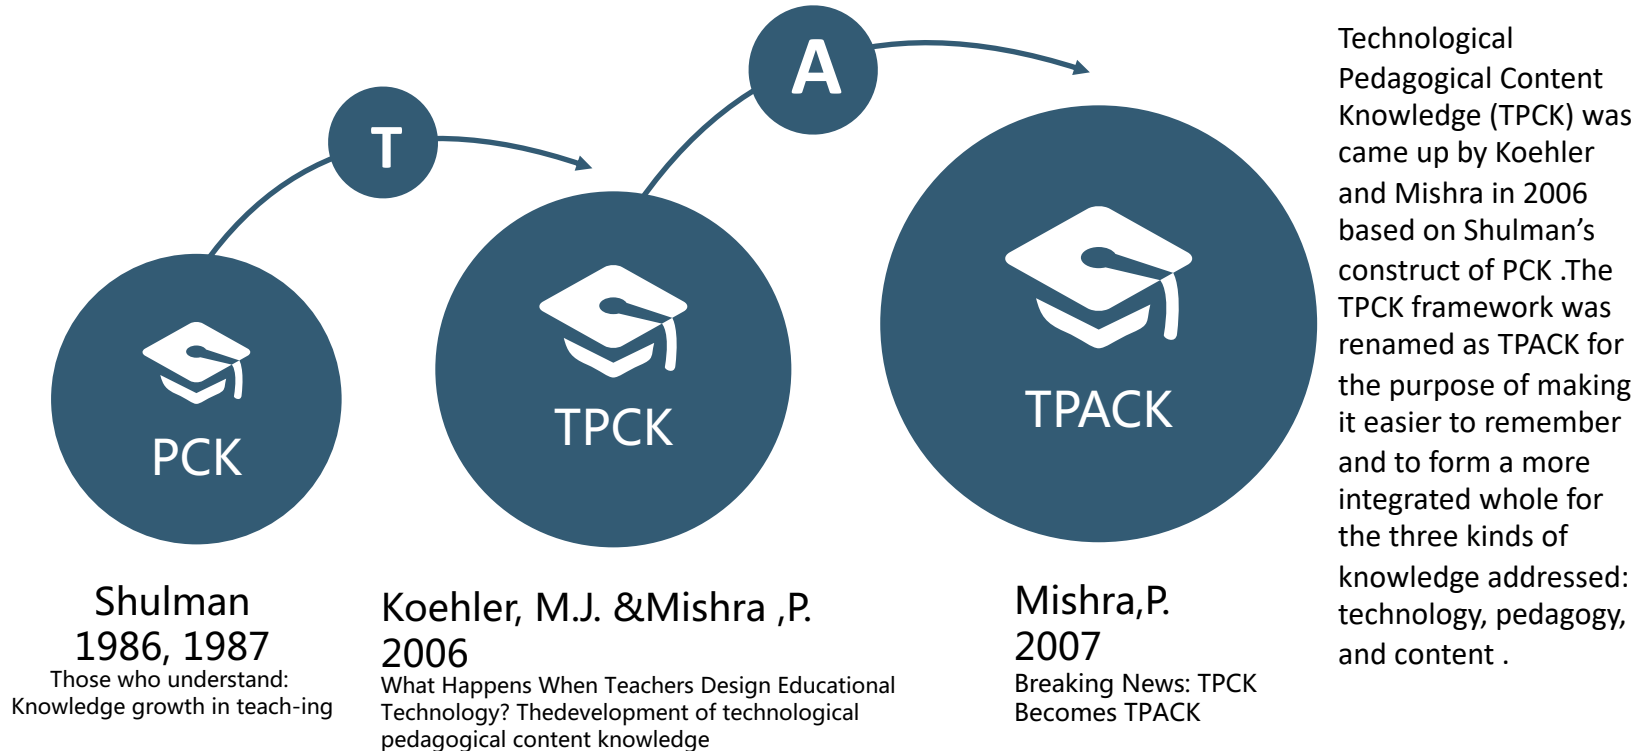 T
A
PCK
TPCK
TPACK
Shulman
1986, 1987
Those who understand:
Knowledge growth in teach-ing
Koehler, M.J. &Mishra ,P.
2006
What Happens When Teachers Design Educational
Technology? Thedevelopment of technological
pedagogical content knowledge
Mishra,P.
2007
Breaking News: TPCK
Becomes TPACK
Technological
Pedagogical Content
Knowledge (TPCK) was
came up by Koehler
and Mishra in 2006
based on Shulman’s
construct of PCK .The
TPCK framework was
renamed as TPACK for
the purpose of making
it easier to remember
and to form a more
integrated whole for
the three kinds of
knowledge addressed:
technology, pedagogy,
and content .